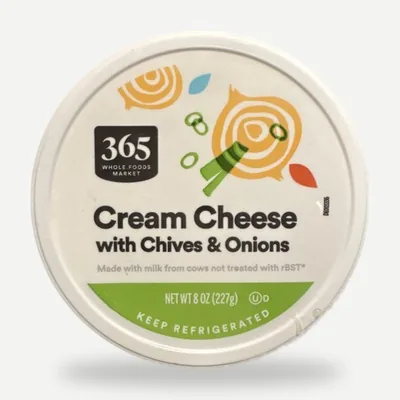 365
WHOLE FOODS
MARKET
Cream Cheese
with Chives & Onions
Made with milk from cows not treated with rBST*
NET WT 8 OZ (227g) U D
KEEP REFRIGERATED